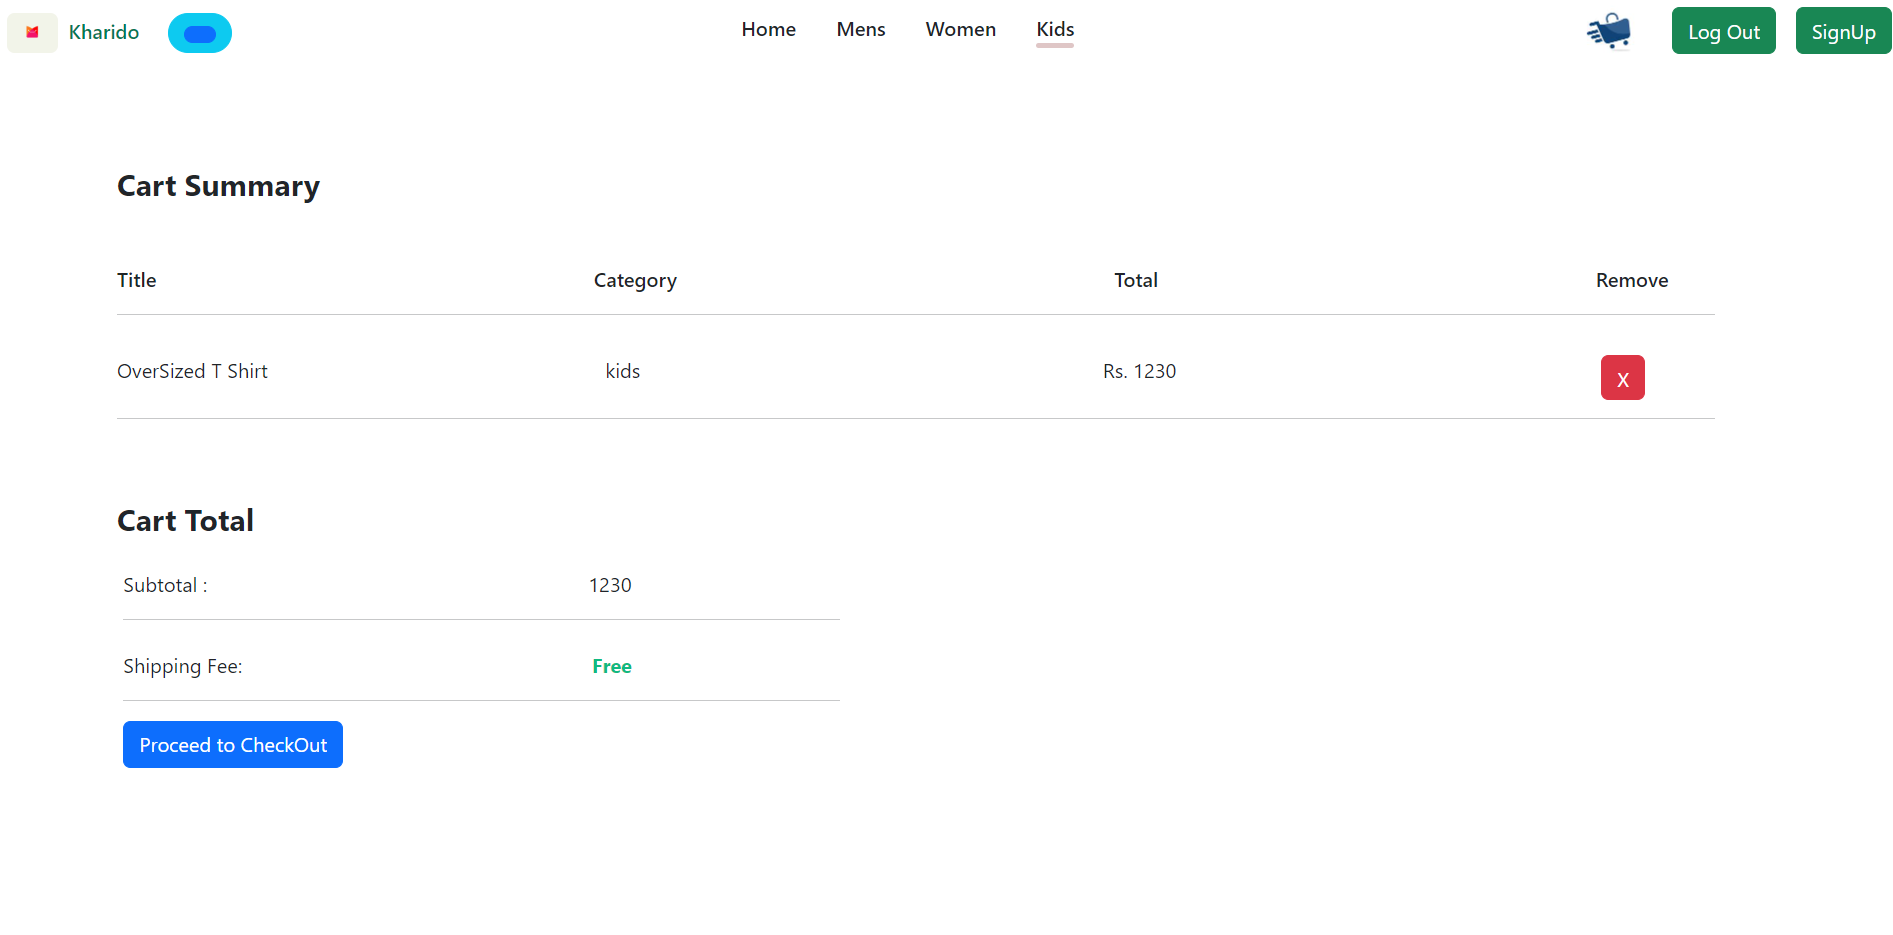 Kharido Home Mens Women Kids Log Out SignUp
Cart Summary
Title Category Total Remove
OverSized T Shirt kids Rs. 1230 X
Cart Total
Subtotal : 1230
Shipping Fee: Free
Proceed to CheckOut